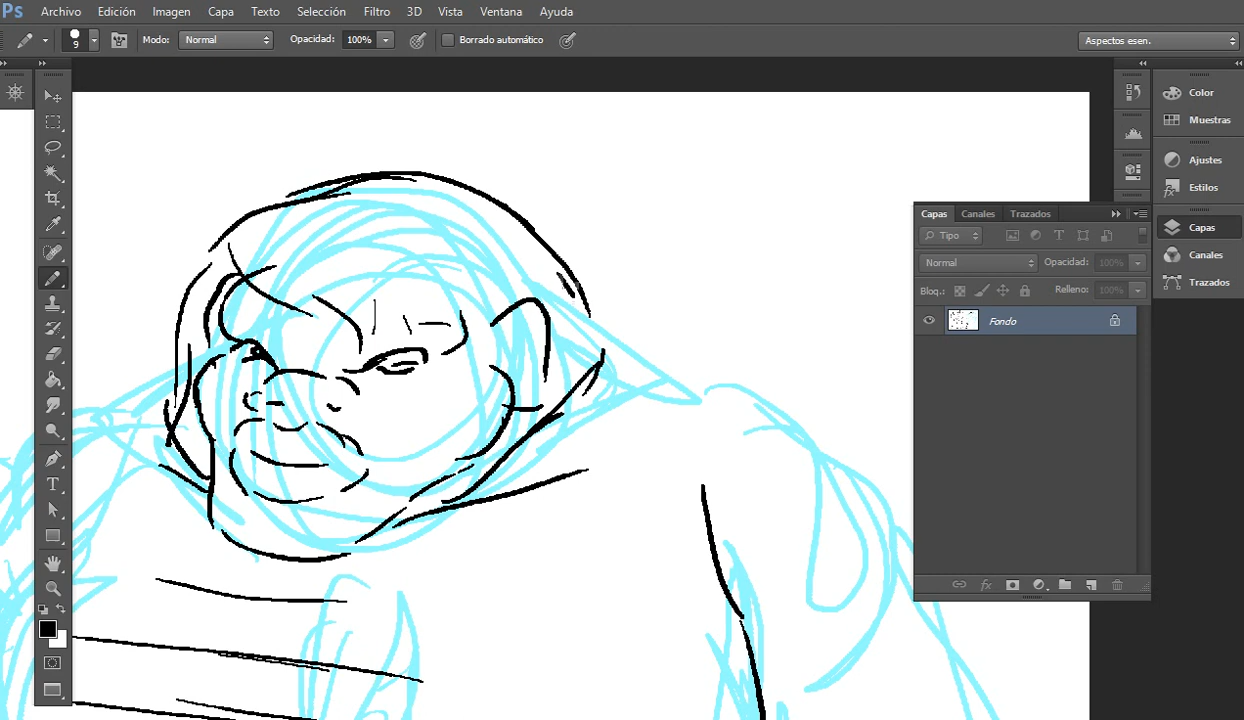 Ps Archivo Edición Imagen Capa Texto Selección Filtro 3D Vista Ventana Ayuda
9 Modo: Normal Opacidad: 100% Borrado automático Aspectos esen.
Color
Muestras
Ajustes
Estilos
Capas
Canales
Trazados
Capas Canales Trazados
Tipo
Normal Opacidad: 100%
Bloq.: Relleno: 100%
Fondo
fx